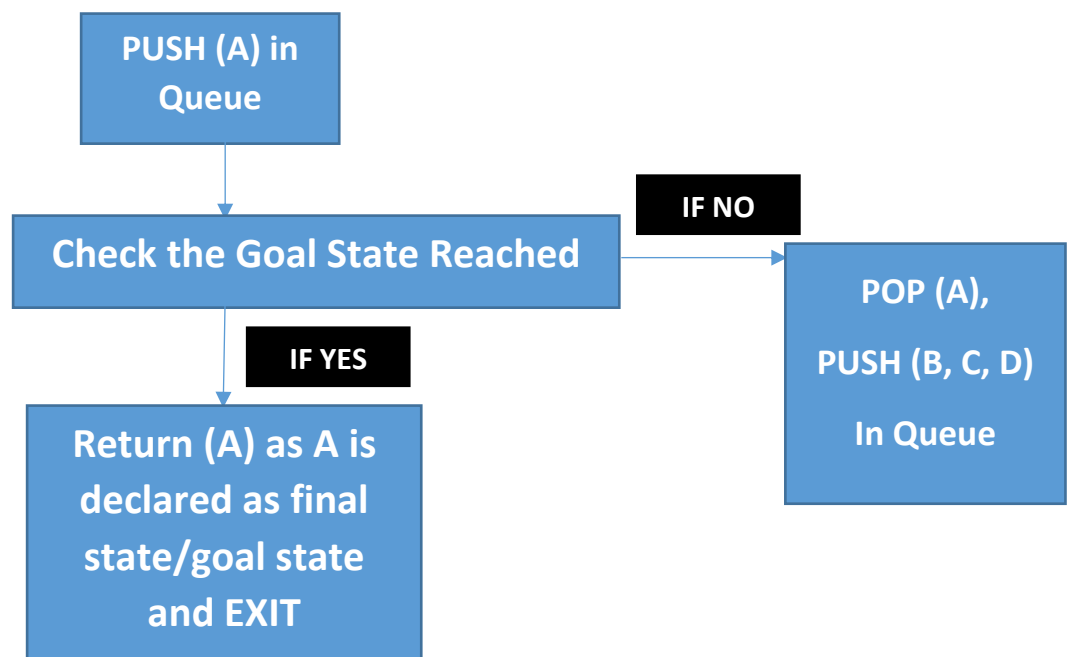 PUSH (A) in
Queue
IF NO
Check the Goal State Reached
POP (A),
PUSH (B, C, D)
In Queue
IF YES
Return (A) as A is
declared as final
state/goal state
and EXIT